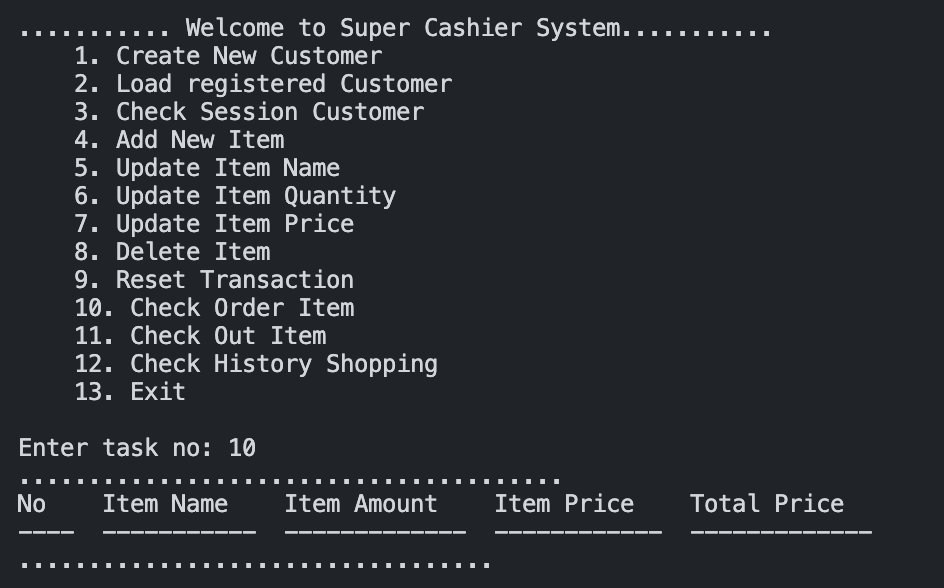 ........... Welcome to Super Cashier System...........
1. Create New Customer
2. Load registered Customer
3. Check Session Customer
4. Add New Item
5. Update Item Name
6. Update Item Quantity
7. Update Item Price
8. Delete Item
9. Reset Transaction
10. Check Order Item
11. Check Out Item
12. Check History Shopping
13. Exit
Enter task no: 10
.......................................
No    Item Name    Item Amount    Item Price    Total Price
----  -----------  -------------  ------------  -------------
..................................